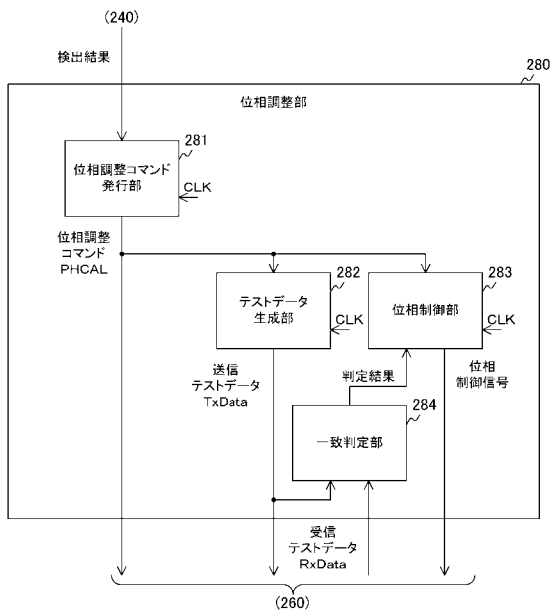 (240)
検出結果
280
位相調整部
281
位相調整コマンド
発行部
CLK
位相調整
コマンド
PHCAL
282
テストデータ
生成部
CLK
283
位相制御部
CLK
送信
テストデータ
TxData
判定結果
位相
制御信号
284
一致判定部
受信
テストデータ
RxData
(260)